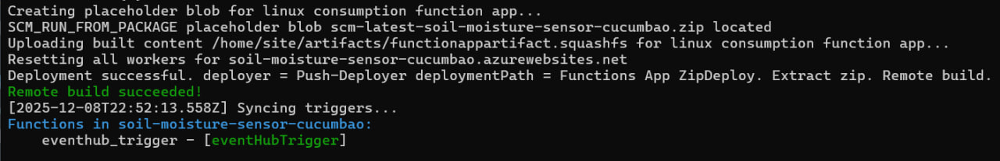 Creating placeholder blob for linux consumption function app...
SCM_RUN_FROM_PACKAGE placeholder blob scm-latest-soil-moisture-sensor-cucumbao.zip located
Uploading built content /home/site/artifacts/functionappartifact.squashfs for linux consumption function app...
Resetting all workers for soil-moisture-sensor-cucumbao.azurewebsites.net
Deployment successful. deployer = Push-Deployer deploymentPath = Functions App ZipDeploy. Extract zip. Remote build.
Remote build succeeded!
[2025-12-08T22:52:13.558Z] Syncing triggers...
Functions in soil-moisture-sensor-cucumbao:
    eventhub_trigger - [eventHubTrigger]